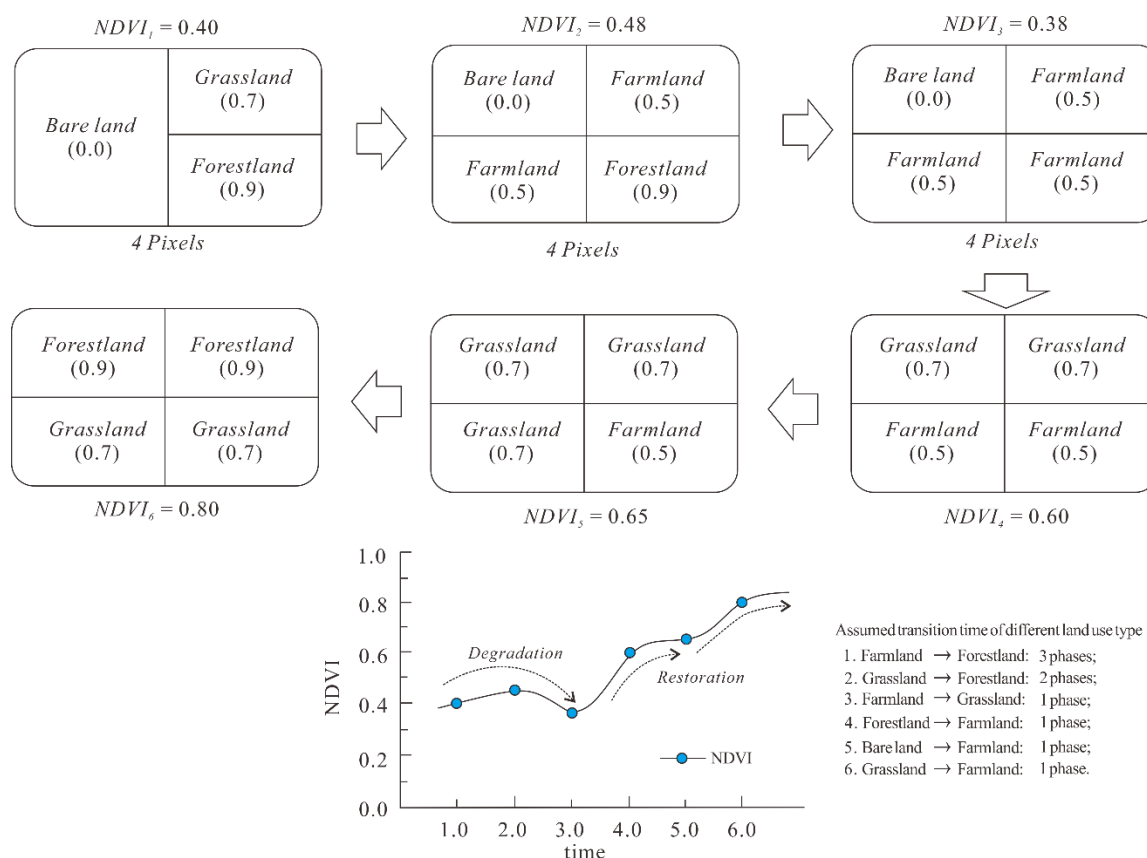 NDVI₁ = 0.40
Bare land
(0.0)
Grassland
(0.7)
Forestland
(0.9)
4 Pixels
NDVI₂ = 0.48
Bare land
(0.0)
Farmland
(0.5)
Farmland
(0.5)
Forestland
(0.9)
4 Pixels
NDVI₃ = 0.38
Bare land
(0.0)
Farmland
(0.5)
Farmland
(0.5)
Farmland
(0.5)
4 Pixels
Grassland
(0.7)
Grassland
(0.7)
Farmland
(0.5)
Farmland
(0.5)
NDVI₄ = 0.60
Grassland
(0.7)
Grassland
(0.7)
Grassland
(0.7)
Farmland
(0.5)
NDVI₅ = 0.65
Forestland
(0.9)
Forestland
(0.9)
Grassland
(0.7)
Grassland
(0.7)
NDVI₆ = 0.80
NDVI
1.0
0.8
0.6
0.4
0.2
0.0
Degradation
Restoration
NDVI
1.0 2.0 3.0 4.0 5.0 6.0
time
Assumed transition time of different land use type
1. Farmland → Forestland: 3 phases;
2. Grassland → Forestland: 2 phases;
3. Farmland → Grassland: 1 phase;
4. Forestland → Farmland: 1 phase;
5. Bare land → Farmland: 1 phase;
6. Grassland → Farmland: 1 phase.